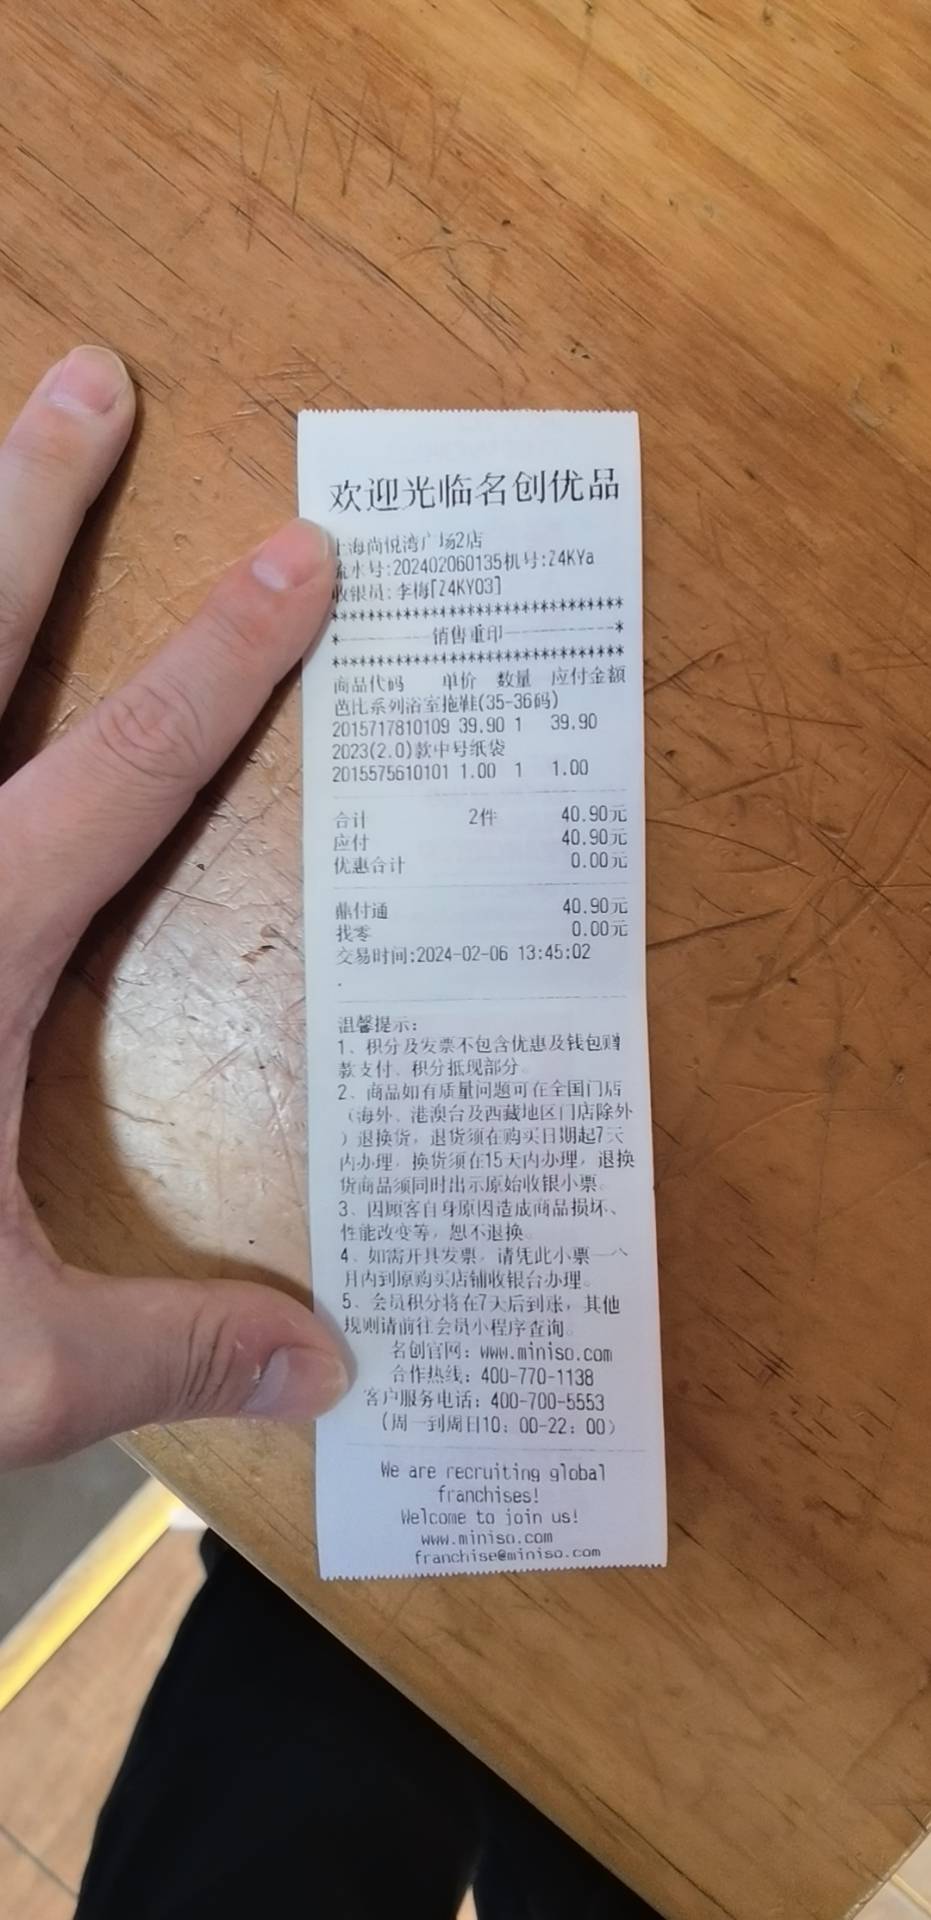 欢迎光临名创优品
上海尚悦湾广场2店
流水号:202402060135机号:Z4KYa
收银员:李梅[Z4KY03]
********************************
*————————销售重印————————*
********************************
商品代码 单价 数量 应付金额
芭比系列浴室拖鞋(35-36码)
2015717810109 39.90 1 39.90
2023(2.0)款中号纸袋
2015575610101 1.00 1 1.00
合计 2件 40.90元
应付 40.90元
优惠合计 0.00元
鼎付通 40.90元
找零 0.00元
交易时间:2024-02-06 13:45:02
.
温馨提示:
1、积分及发票不包含优惠及钱包赠
款支付、积分抵现部分。
2、商品如有质量问题可在全国门店
(海外、港澳台及西藏地区门店除外
)退换货，退货须在购买日期起7天
内办理，换货须在15天内办理，退换
货商品须同时出示原始收银小票。
3、因顾客自身原因造成商品损坏、
性能改变等，恕不退换。
4、如需开具发票，请凭此小票一个
月内到原购买店铺收银台办理。
5、会员积分将在7天后到账，其他
规则请前往会员小程序查询。
名创官网：www.miniso.com
合作热线：400-770-1138
客户服务电话：400-700-5553
(周一到周日10：00-22：00)
We are recruiting global
franchises!
Welcome to join us!
www.miniso.com
franchise@miniso.com